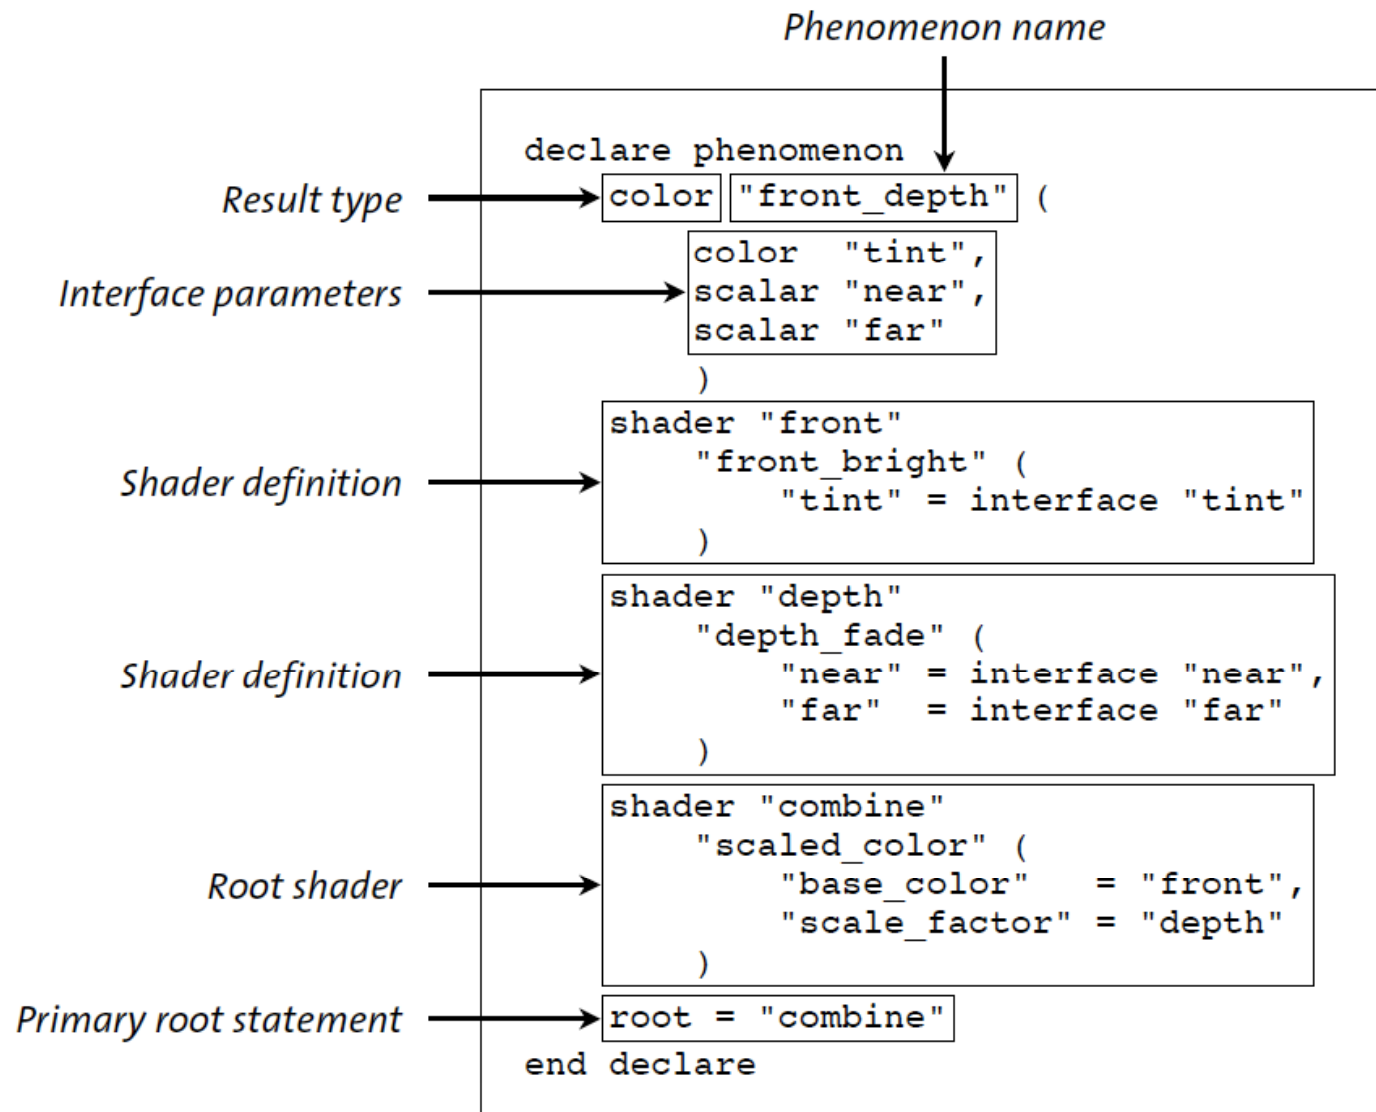 Phenomenon name
declare phenomenon
Result type
color "front_depth" (
color  "tint",
Interface parameters
scalar "near",
scalar "far"
)
shader "front"
"front_bright" (
Shader definition
"tint" = interface "tint"
)
shader "depth"
"depth_fade" (
Shader definition
"near" = interface "near",
"far"  = interface "far"
)
shader "combine"
"scaled_color" (
Root shader
"base_color"   = "front",
"scale_factor" = "depth"
)
Primary root statement
root = "combine"
end declare